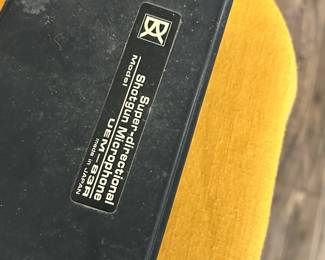 Super-directional
Shotgun Microphone
Model UEM-83R
made in JAPAN